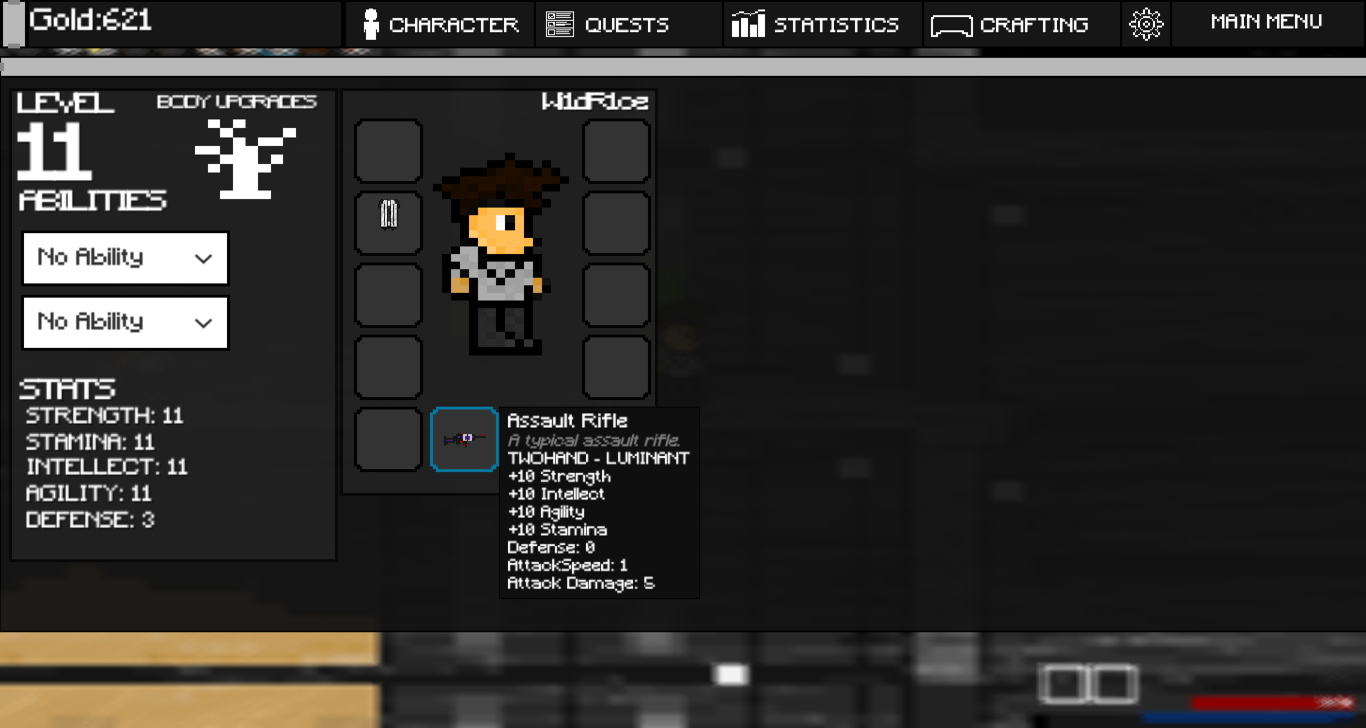 Gold:621
CHARACTER
QUESTS
STATISTICS
CRAFTING
MAIN MENU
LEVEL
BODY UPGRADES
11
ABILITIES
No Ability
No Ability
STATS
STRENGTH: 11
STAMINA: 11
INTELLECT: 11
AGILITY: 11
DEFENSE: 3
W1dR1ce
Assault Rifle
A typical assault rifle.
TWOHAND - LUMINANT
+10 Strength
+10 Intellect
+10 Agility
+10 Stamina
Defense: 0
AttackSpeed: 1
Attack Damage: 5